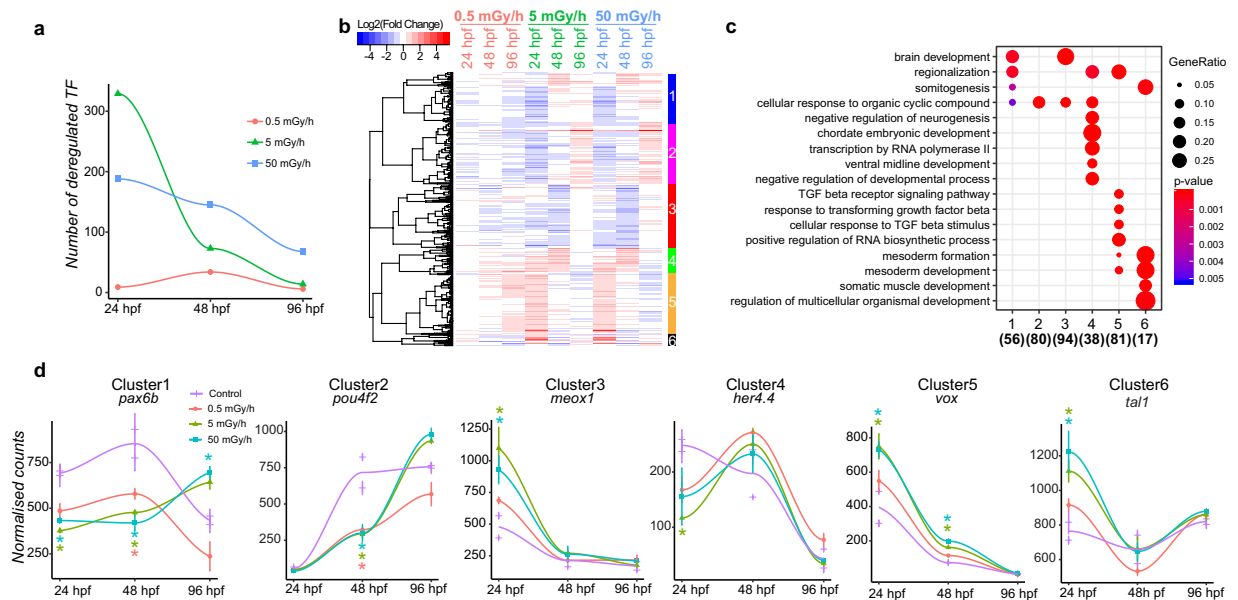 a
Number of deregulated TF
300
200
100
0
24 hpf
48 hpf
96 hpf
0.5 mGy/h
5 mGy/h
50 mGy/h
b
Log2(Fold Change)
-4 -2 0 2 4
0.5 mGy/h 5 mGy/h 50 mGy/h
24 hpf 48 hpf 96 hpf 24 hpf 48 hpf 96 hpf 24 hpf 48 hpf 96 hpf
1
2
3
4
5
6
c
brain development
regionalization
somitogenesis
cellular response to organic cyclic compound
negative regulation of neurogenesis
chordate embryonic development
transcription by RNA polymerase II
ventral midline development
negative regulation of developmental process
TGF beta receptor signaling pathway
response to transforming growth factor beta
cellular response to TGF beta stimulus
positive regulation of RNA biosynthetic process
mesoderm formation
mesoderm development
somatic muscle development
regulation of multicellular organismal development
1 2 3 4 5 6
(56)(80)(94)(38)(81)(17)
GeneRatio
0.05
0.10
0.15
0.20
0.25
p-value
0.001
0.002
0.003
0.004
0.005
d
Normalised counts
Cluster1
pax6b
Control
0.5 mGy/h
5 mGy/h
50 mGy/h
750
500
250
* * * * * *
24 hpf 48 hpf 96 hpf
Cluster2
pou4f2
1000
750
500
250
* * * *
24 hpf 48 hpf 96 hpf
Cluster3
meox1
1250
1000
750
500
250
0
* *
24 hpf 48 hpf 96 hpf
Cluster4
her4.4
200
100
*
24 hpf 48 hpf 96 hpf
Cluster5
vox
800
600
400
200
0
* * * *
24 hpf 48 hpf 96 hpf
Cluster6
tal1
1400
1200
1000
800
600
* *
24 hpf 48 hpf 96 hpf